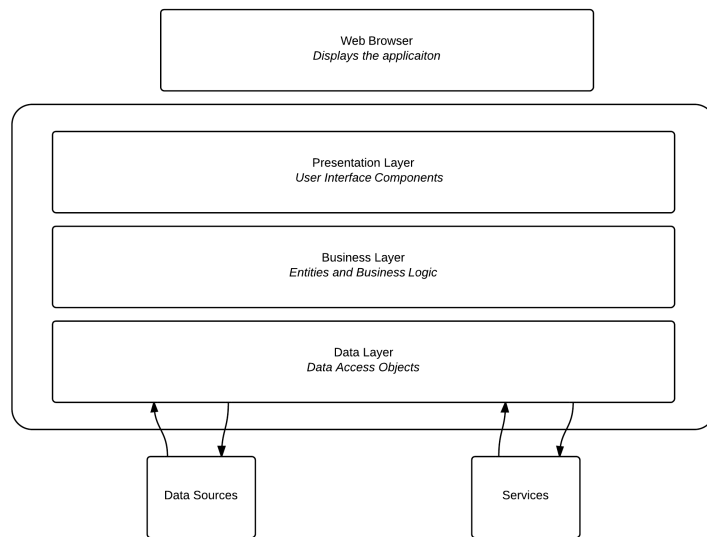 Web Browser
Displays the applicaiton
Presentation Layer
User Interface Components
Business Layer
Entities and Business Logic
Data Layer
Data Access Objects
Data Sources
Services